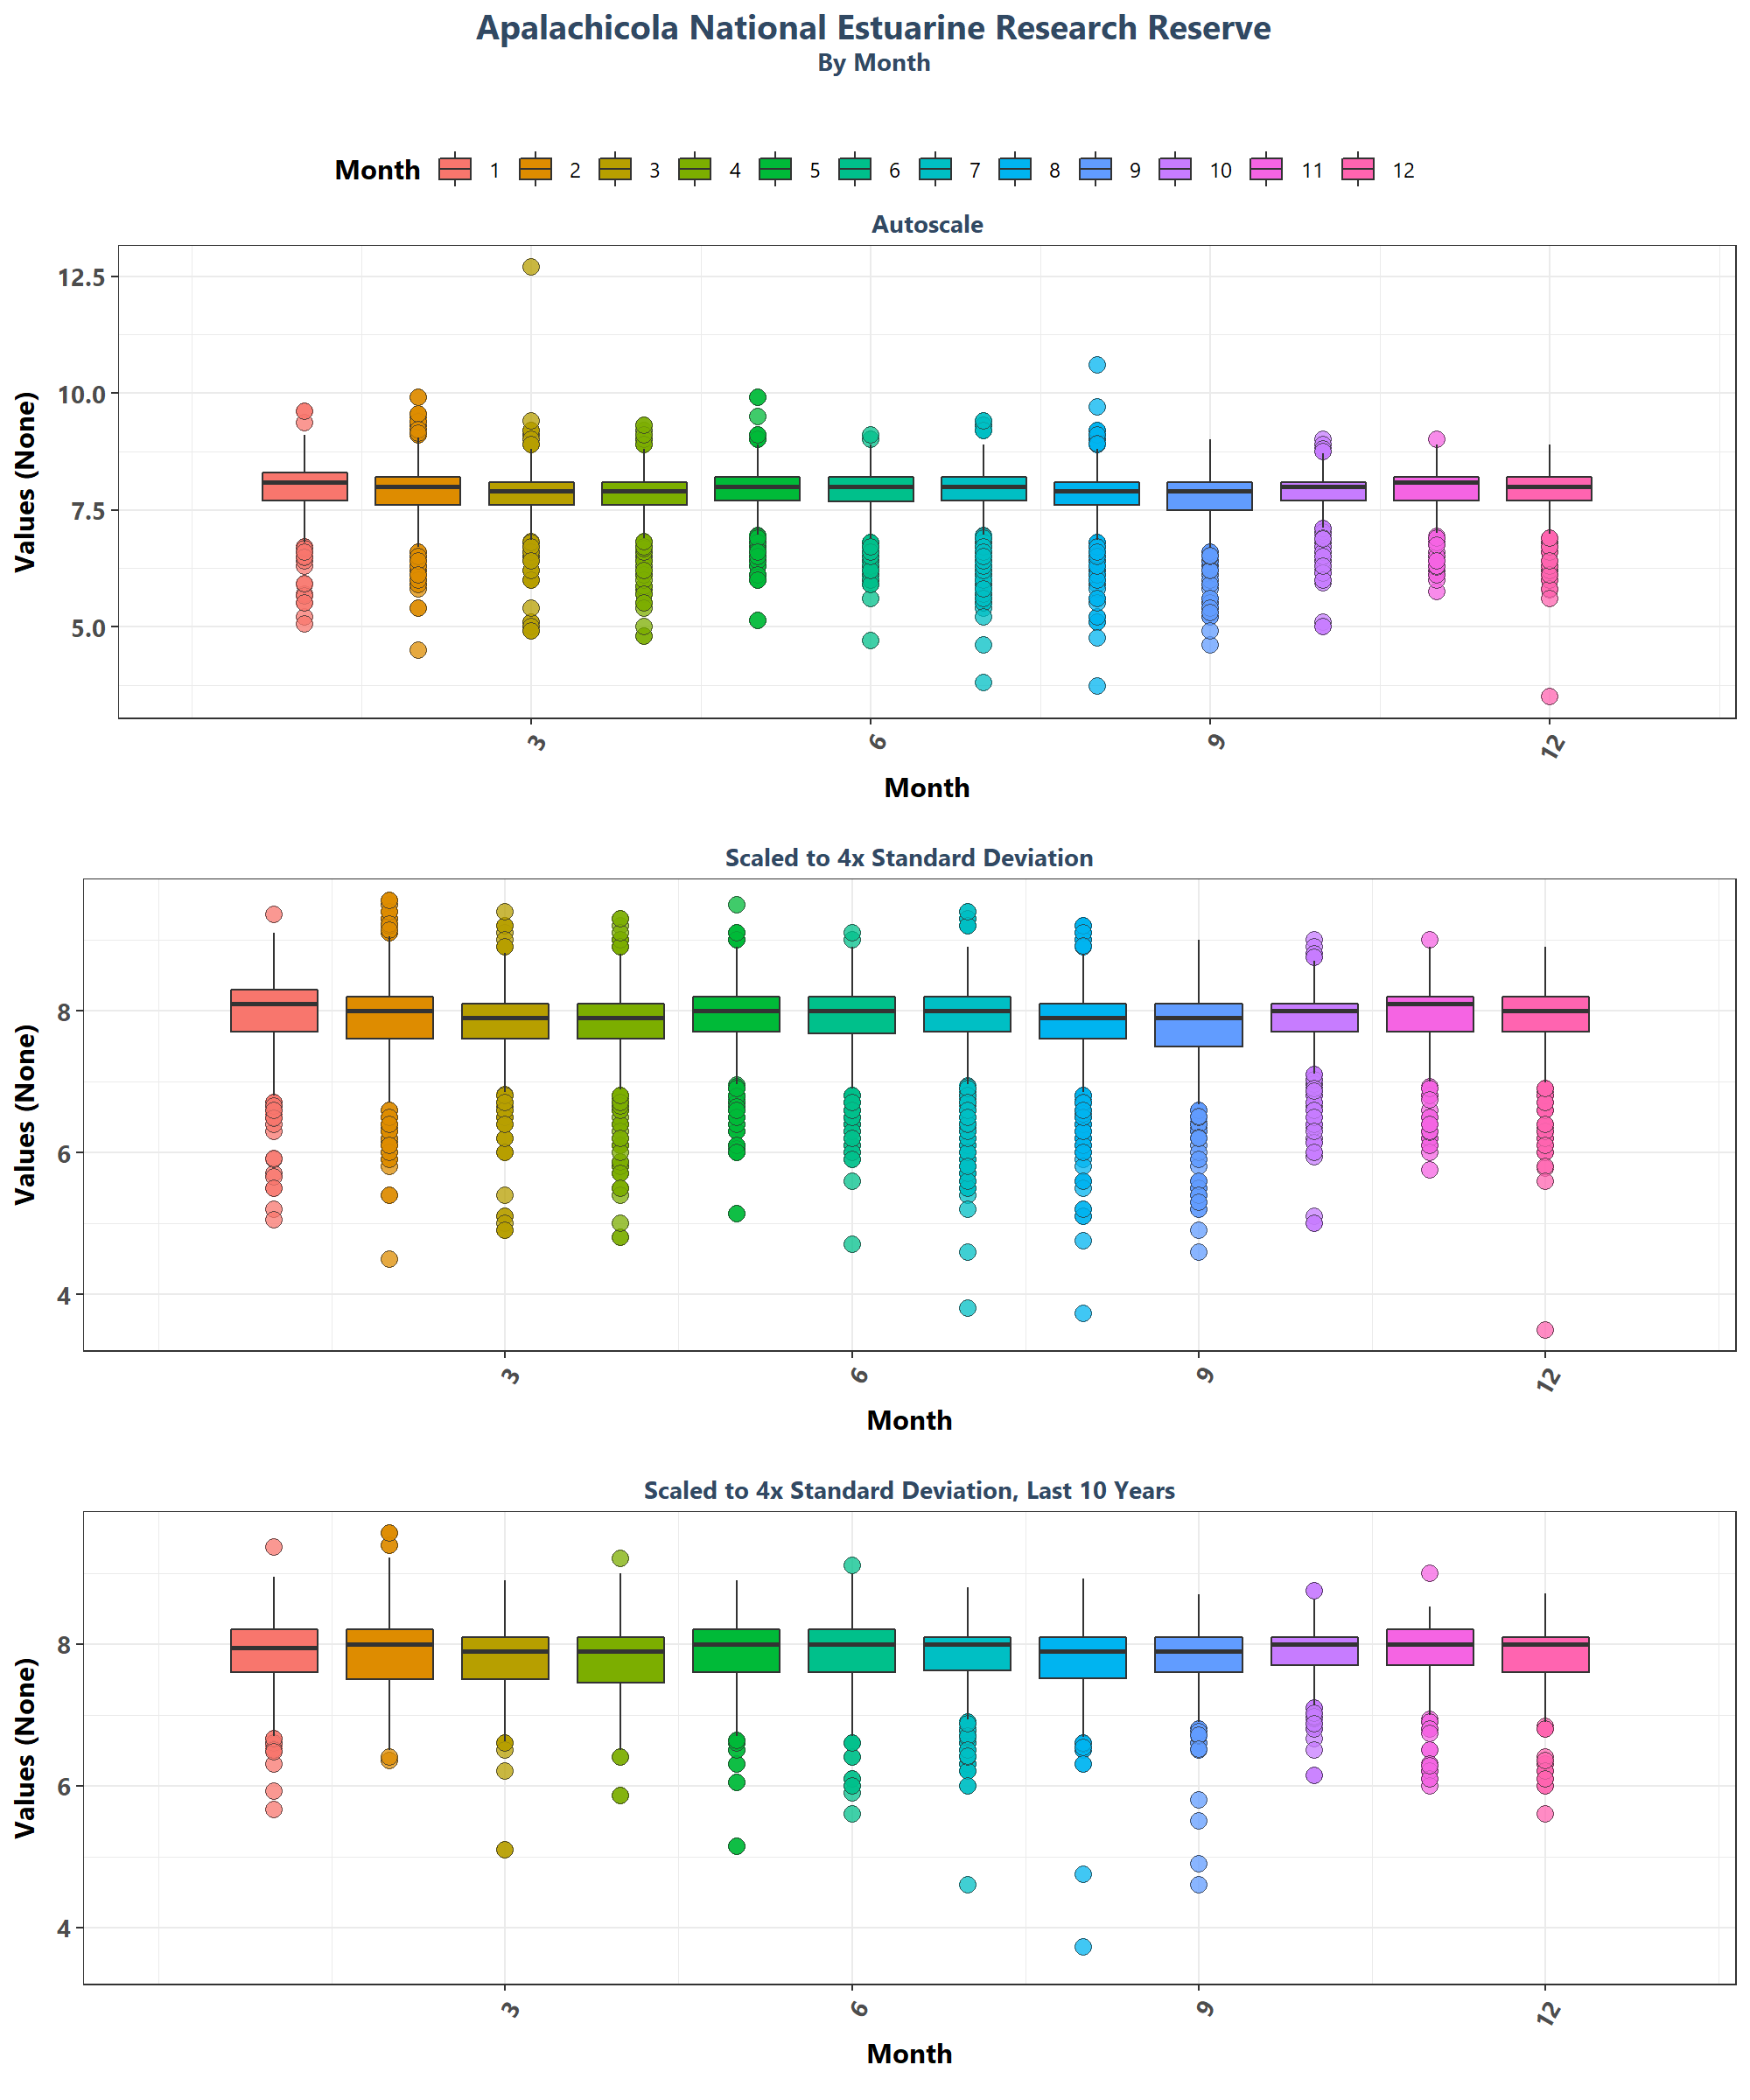 Apalachicola National Estuarine Research Reserve
By Month
Month 1 2 3 4 5 6 7 8 9 10 11 12
Autoscale
Values (None)
12.5
10.0
7.5
5.0
3 6 9 12
Month
Scaled to 4x Standard Deviation
Values (None)
8
6
4
3 6 9 12
Month
Scaled to 4x Standard Deviation, Last 10 Years
Values (None)
8
6
4
3 6 9 12
Month